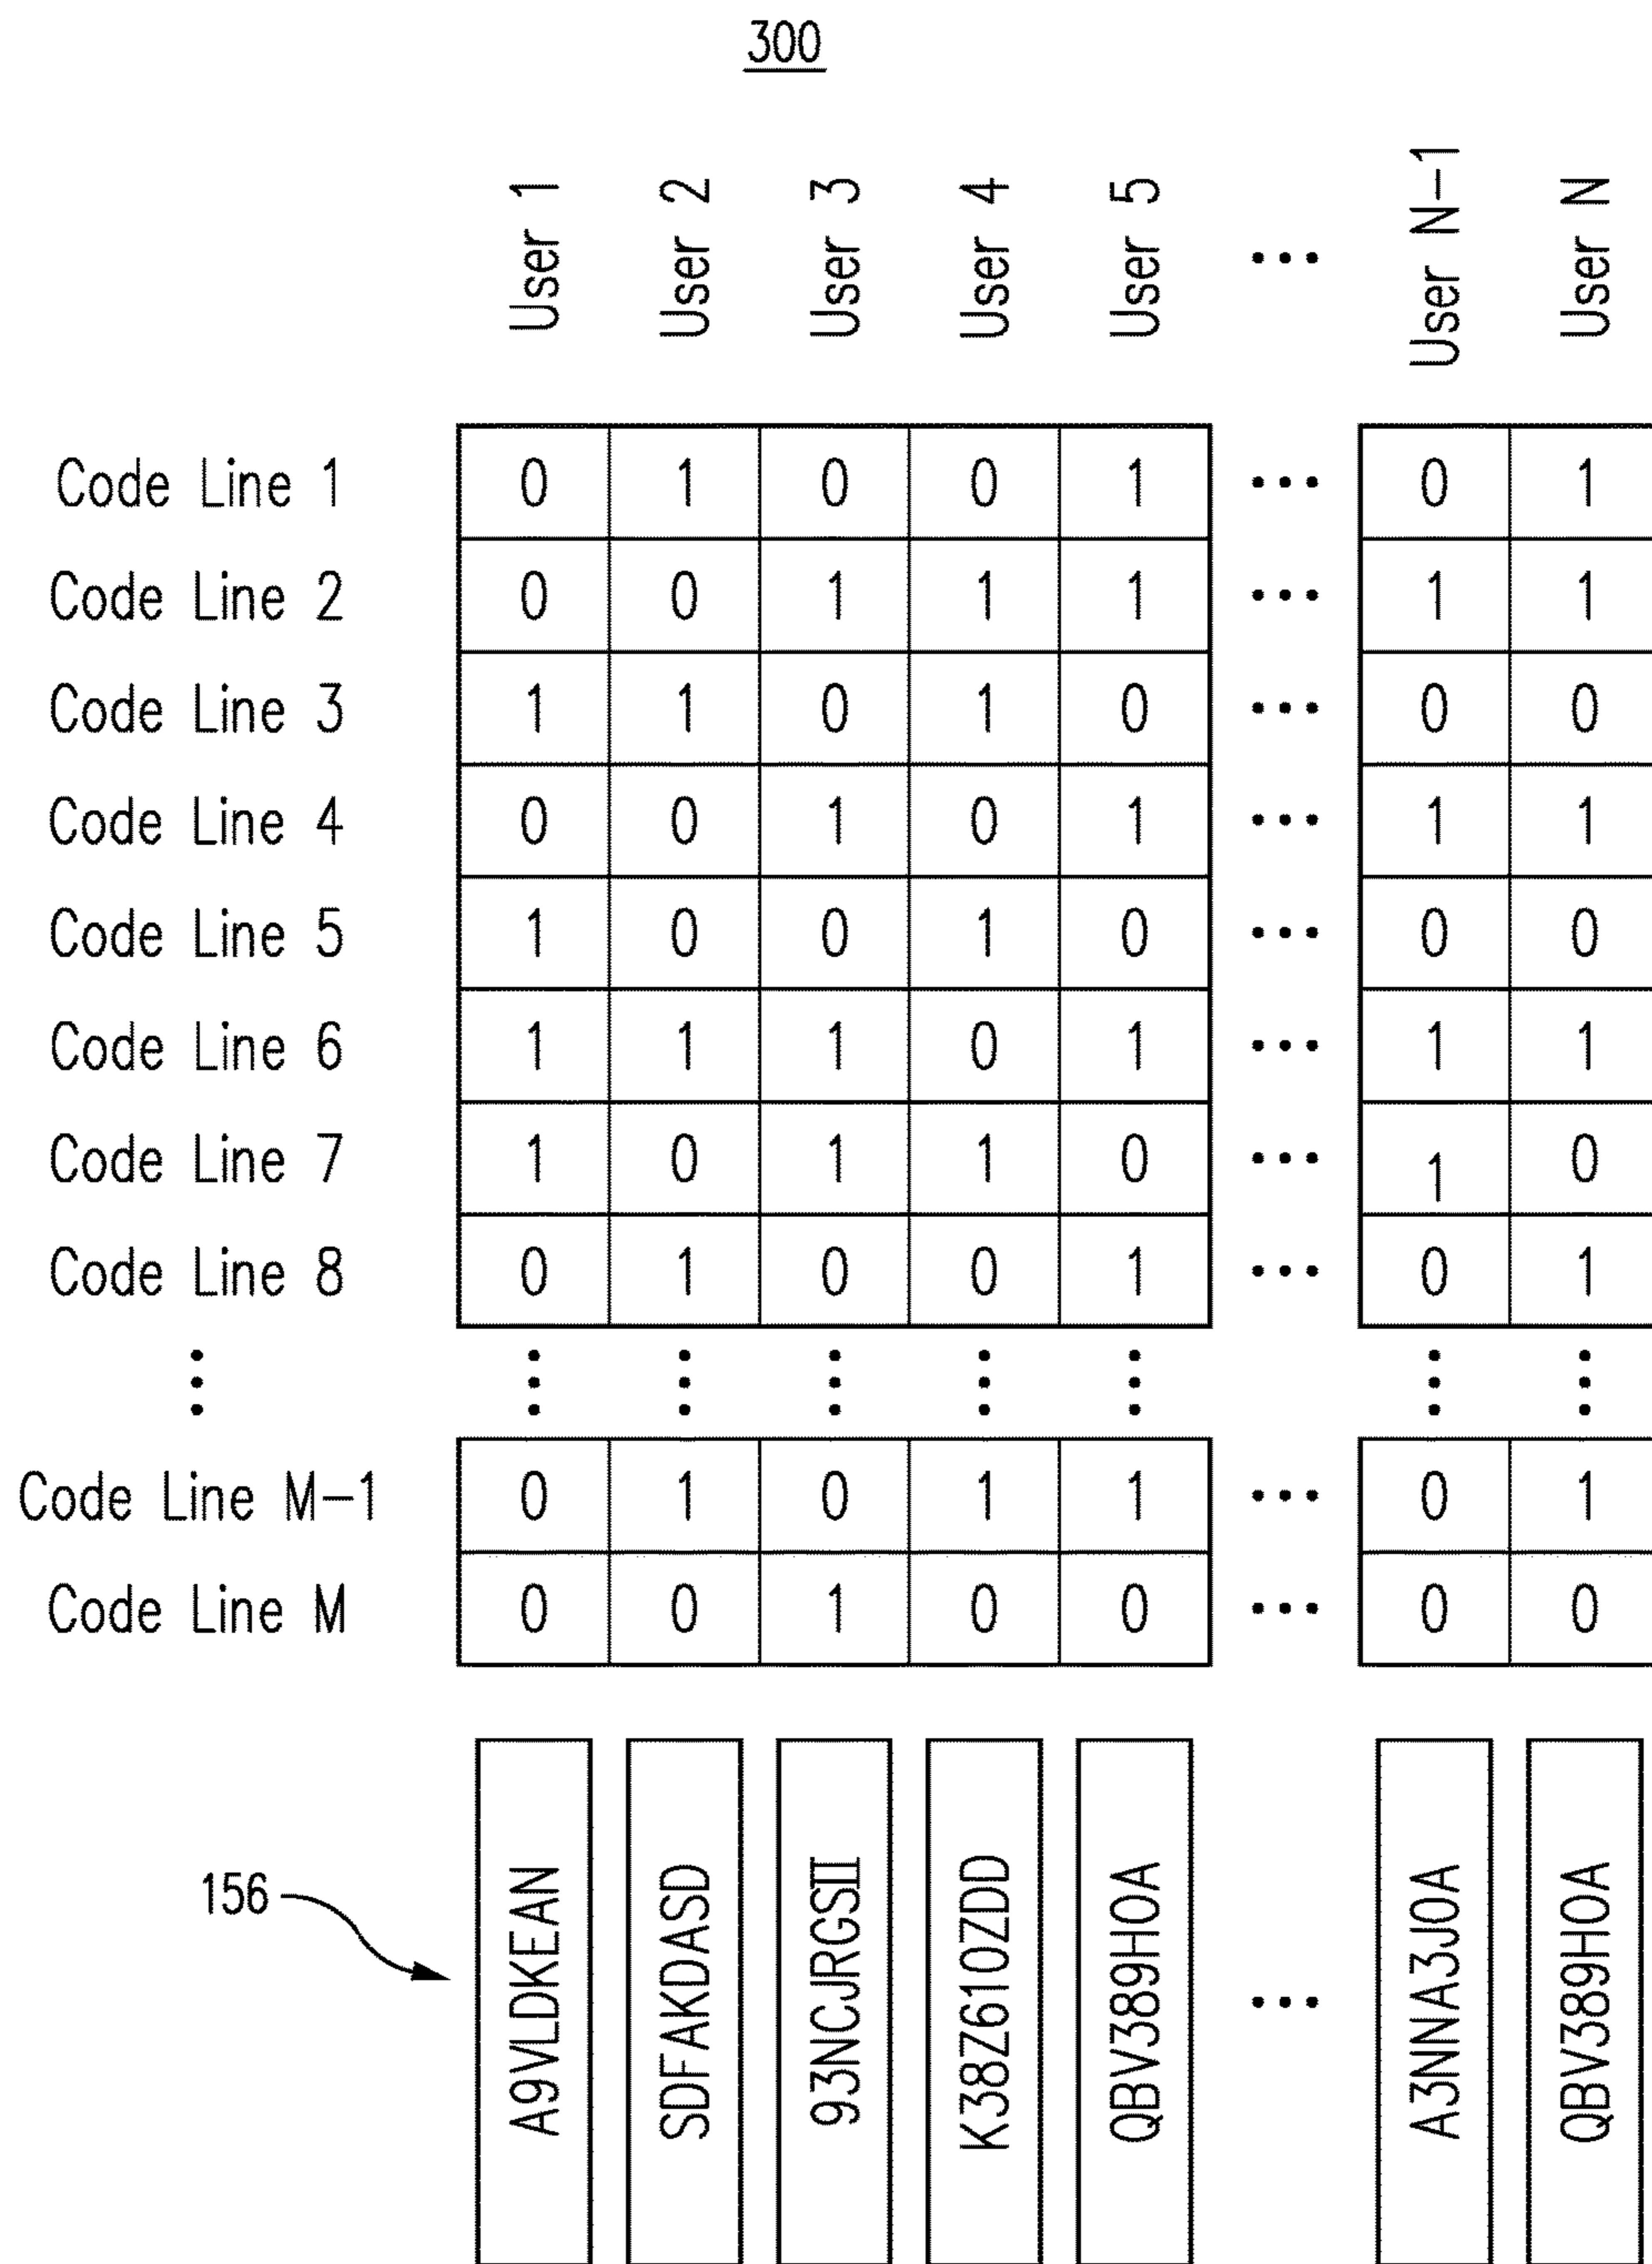 300
User 1 User 2 User 3 User 4 User 5 ... User N-1 User N
Code Line 1 0 1 0 0 1 ... 0 1
Code Line 2 0 0 1 1 1 ... 1 1
Code Line 3 1 1 0 1 0 ... 0 0
Code Line 4 0 0 1 0 1 ... 1 1
Code Line 5 1 0 0 1 0 ... 0 0
Code Line 6 1 1 1 0 1 ... 1 1
Code Line 7 1 0 1 1 0 ... 1 0
Code Line 8 0 1 0 0 1 ... 0 1
Code Line M-1 0 1 0 1 1 ... 0 1
Code Line M 0 0 1 0 0 ... 0 0
156 A9VLDKEAN SDFAKDASD 93NCJRGSII K38Z610ZDD QBV389H0A ... A3NNA3J0A QBV389H0A